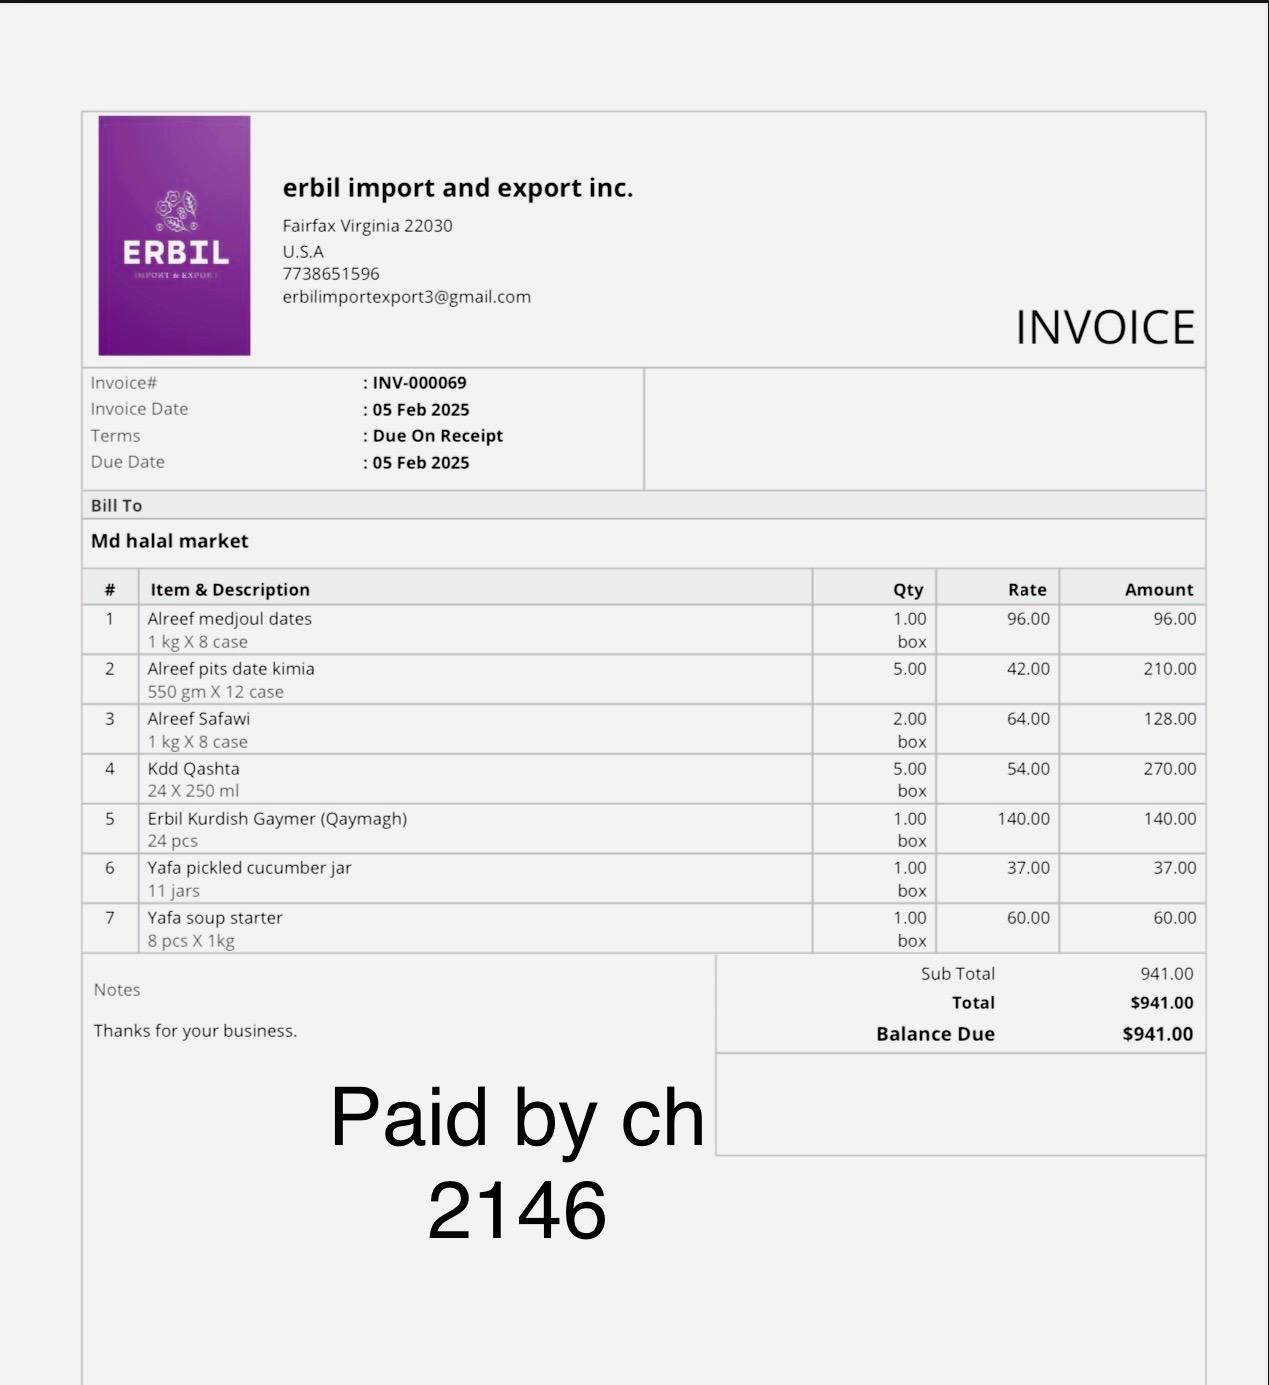 ERBIL
IMPORT & EXPORT
erbil import and export inc.
Fairfax Virginia 22030
U.S.A
7738651596
erbilimportexport3@gmail.com
INVOICE
Invoice# : INV-000069
Invoice Date : 05 Feb 2025
Terms : Due On Receipt
Due Date : 05 Feb 2025
Bill To
Md halal market
# Item & Description Qty Rate Amount
1 Alreef medjoul dates 1.00 96.00 96.00
1 kg X 8 case box
2 Alreef pits date kimia 5.00 42.00 210.00
550 gm X 12 case
3 Alreef Safawi 2.00 64.00 128.00
1 kg X 8 case box
4 Kdd Qashta 5.00 54.00 270.00
24 X 250 ml box
5 Erbil Kurdish Gaymer (Qaymagh) 1.00 140.00 140.00
24 pcs box
6 Yafa pickled cucumber jar 1.00 37.00 37.00
11 jars box
7 Yafa soup starter 1.00 60.00 60.00
8 pcs X 1kg box
Sub Total 941.00
Notes
Total $941.00
Thanks for your business.
Balance Due $941.00
Paid by ch
2146